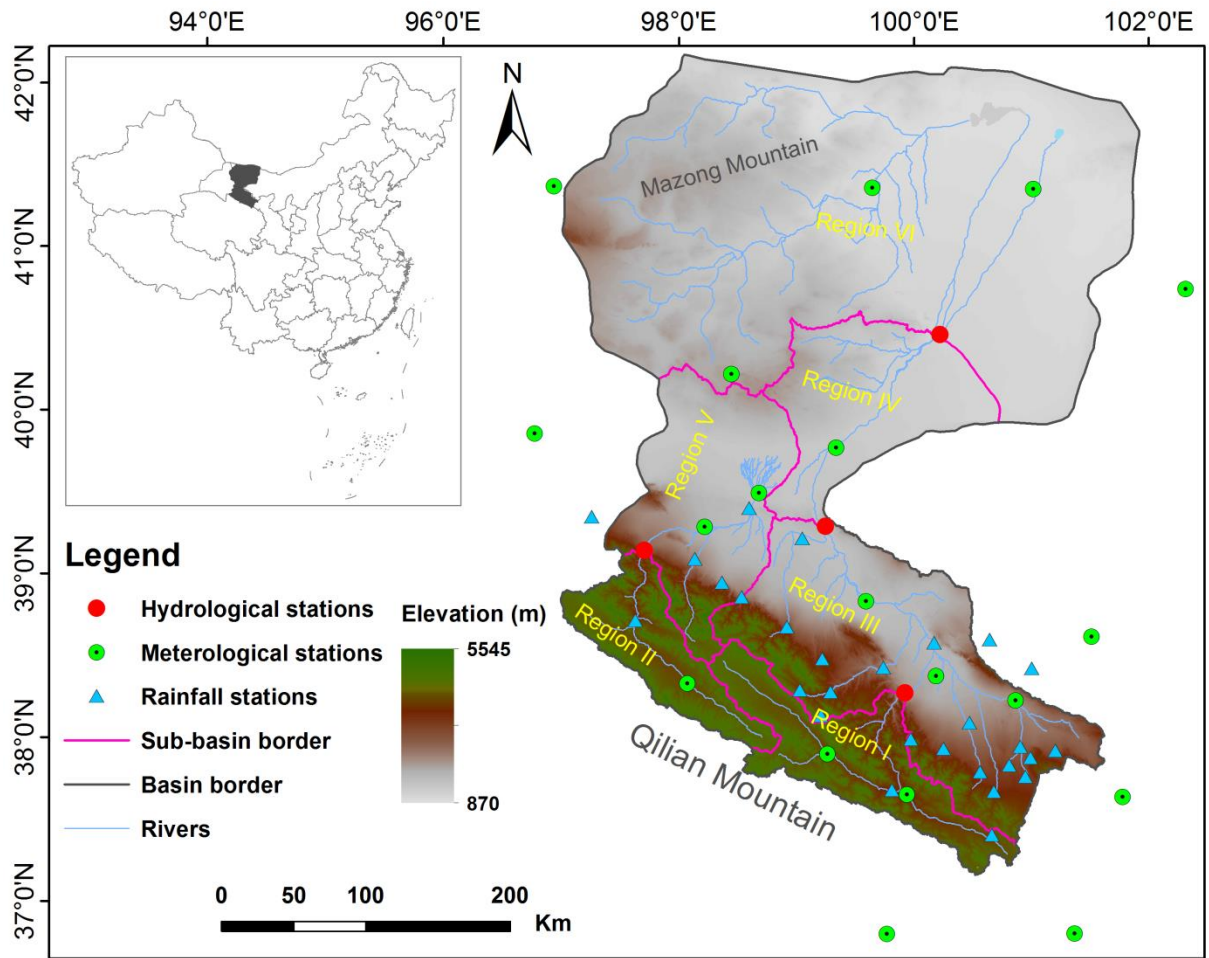 94°0'E 96°0'E 98°0'E 100°0'E 102°0'E
42°0'N
41°0'N
40°0'N
39°0'N
38°0'N
37°0'N
N
Mazong Mountain
Region VI
Region IV
Region V
Region III
Region II
Region I
Qilian Mountain
Legend
Hydrological stations
Meterological stations
Rainfall stations
Sub-basin border
Basin border
Rivers
Elevation (m)
5545
870
0 50 100 200
Km